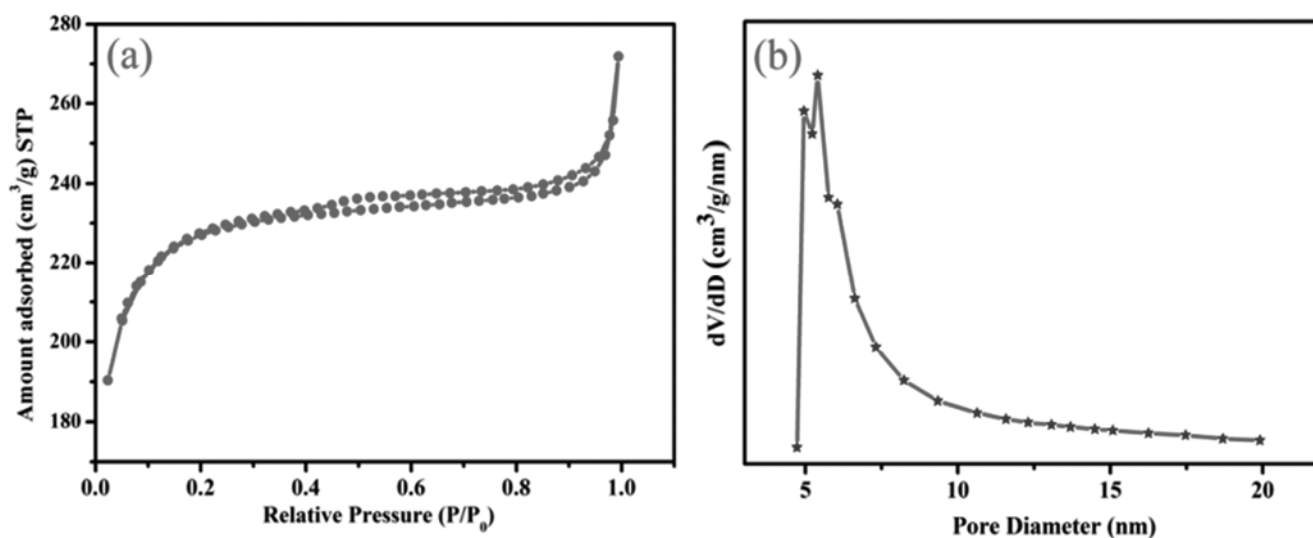 (a)
Amount adsorbed (cm³/g) STP
280
260
240
220
200
180
0.0 0.2 0.4 0.6 0.8 1.0
Relative Pressure (P/P₀)
(b)
dV/dD (cm³/g/nm)
5 10 15 20
Pore Diameter (nm)